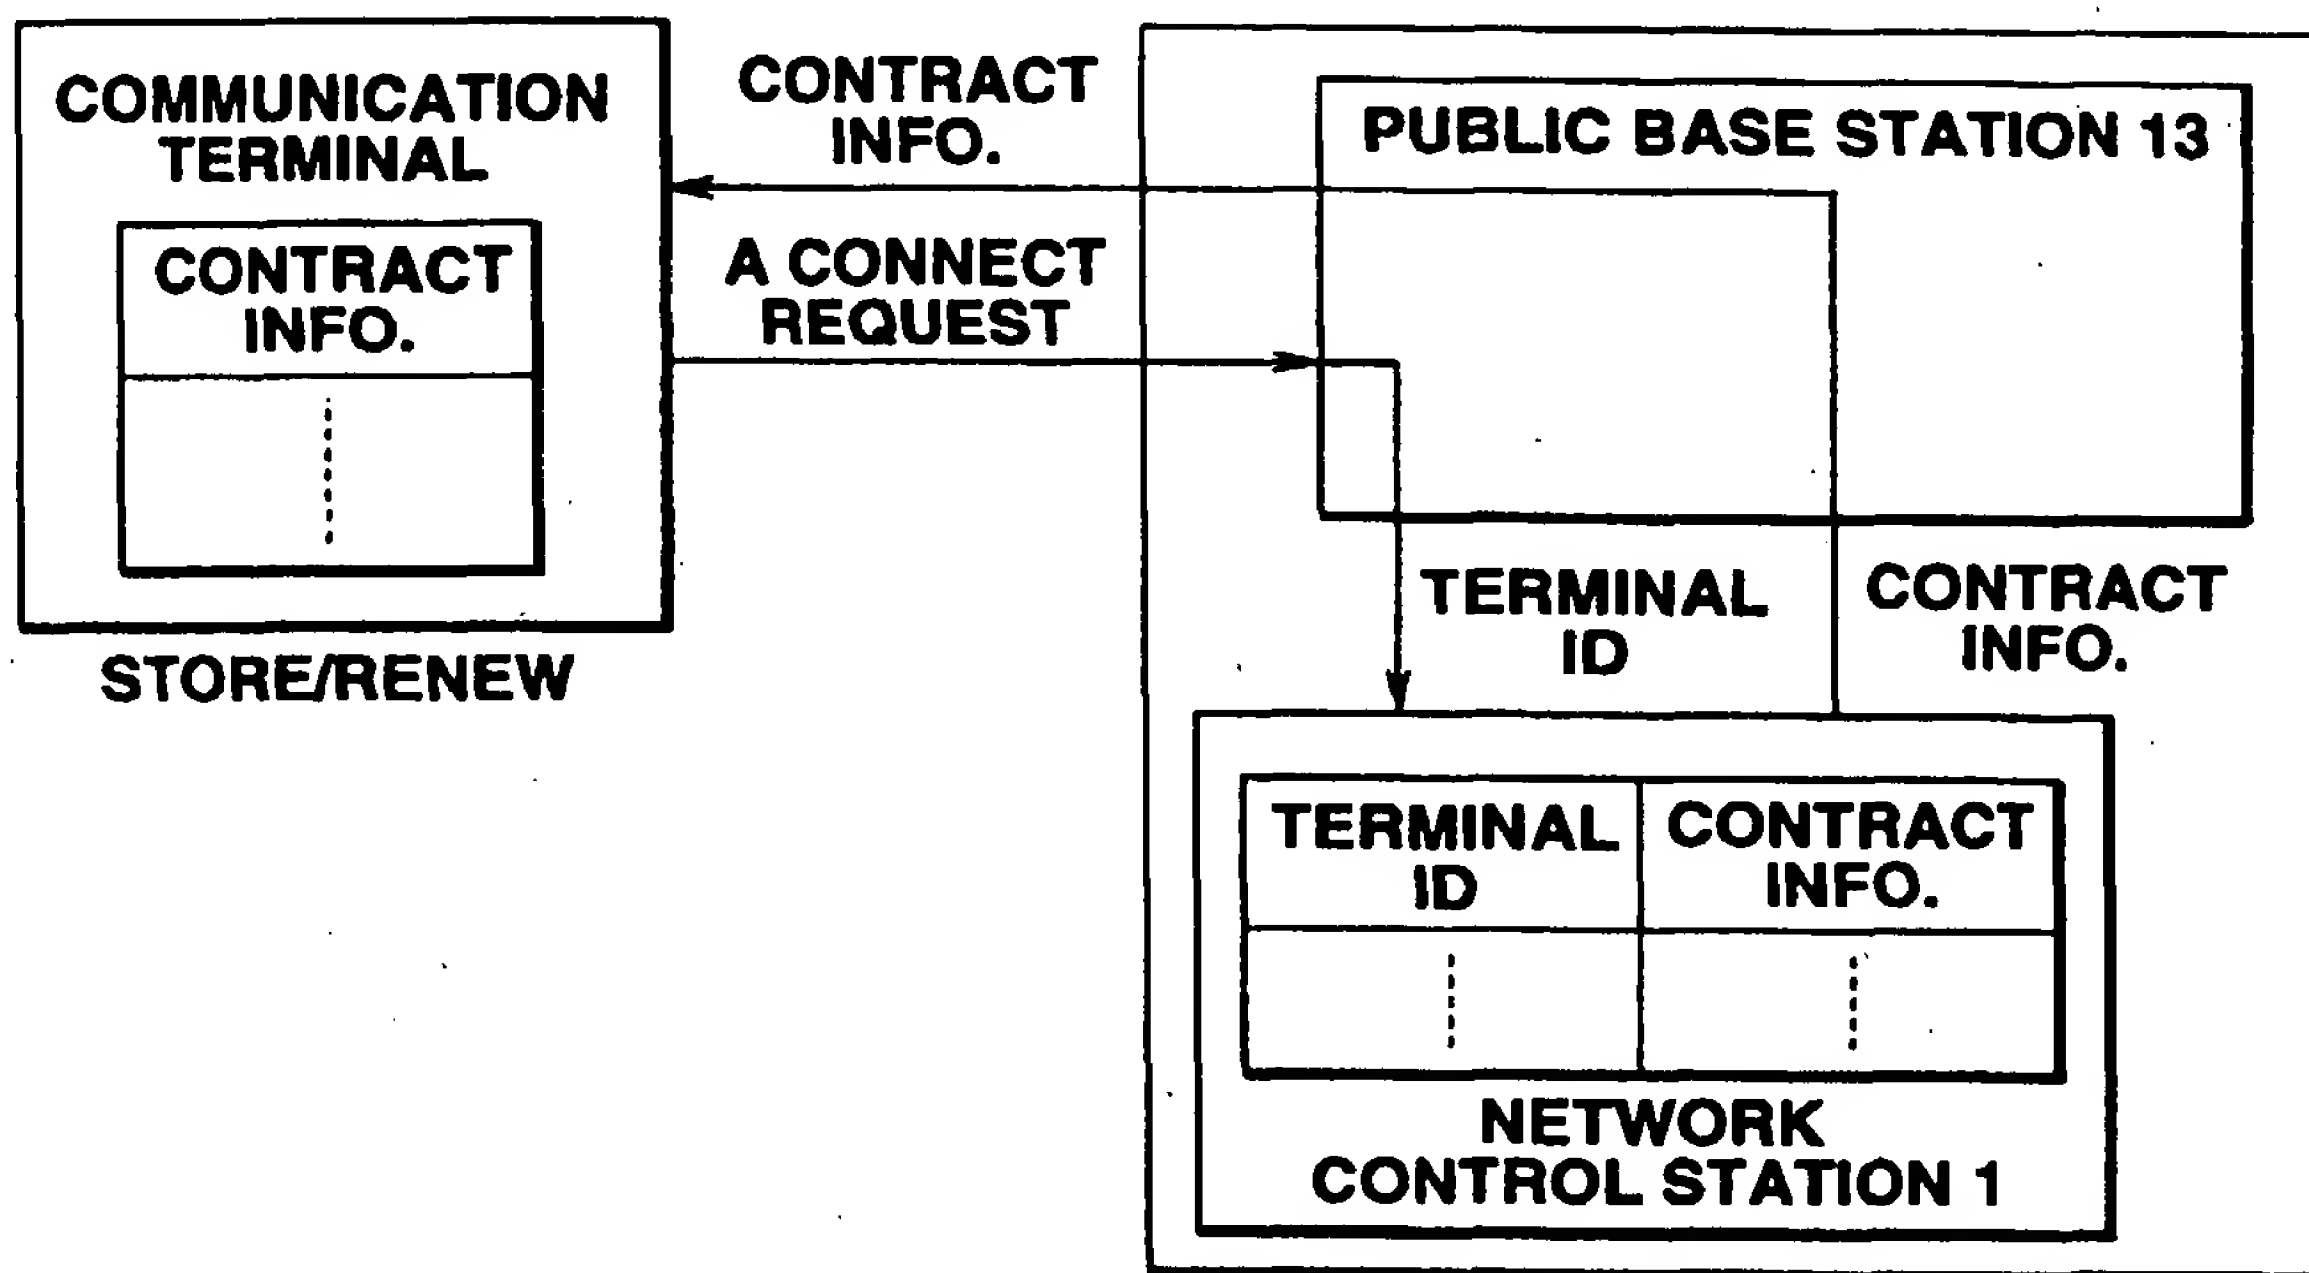 COMMUNICATION
TERMINAL
CONTRACT
INFO.
STORE/RENEW
CONTRACT
INFO.
A CONNECT
REQUEST
PUBLIC BASE STATION 13
TERMINAL
ID
CONTRACT
INFO.
TERMINAL
ID
CONTRACT
INFO.
NETWORK
CONTROL STATION 1